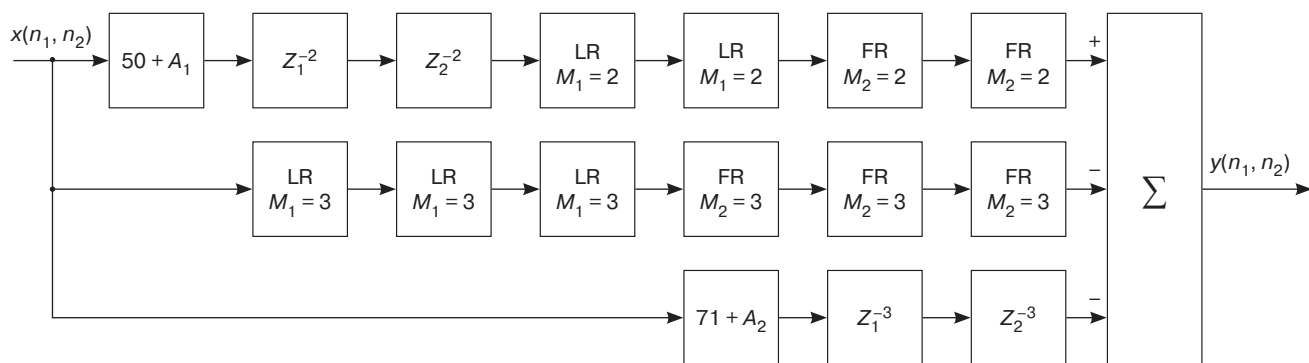 x(n₁, n₂)
50 + A₁
Z₁⁻²
Z₂⁻²
LR
M₁ = 2
LR
M₁ = 2
FR
M₂ = 2
FR
M₂ = 2
+
LR
M₁ = 3
LR
M₁ = 3
LR
M₁ = 3
FR
M₂ = 3
FR
M₂ = 3
FR
M₂ = 3
−
∑
y(n₁, n₂)
71 + A₂
Z₁⁻³
Z₂⁻³
−